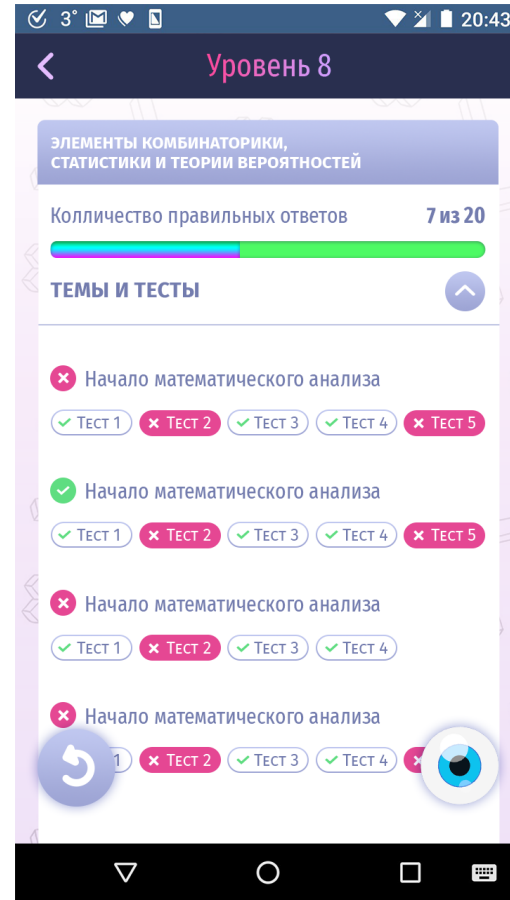 3° 20:43
Уровень 8
ЭЛЕМЕНТЫ КОМБИНАТОРИКИ,
СТАТИСТИКИ И ТЕОРИИ ВЕРОЯТНОСТЕЙ
Колличество правильных ответов 7 из 20
ТЕМЫ И ТЕСТЫ
Начало математического анализа
Тест 1 Тест 2 Тест 3 Тест 4 Тест 5
Начало математического анализа
Тест 1 Тест 2 Тест 3 Тест 4 Тест 5
Начало математического анализа
Тест 1 Тест 2 Тест 3 Тест 4
Начало математического анализа
1 Тест 2 Тест 3 Тест 4